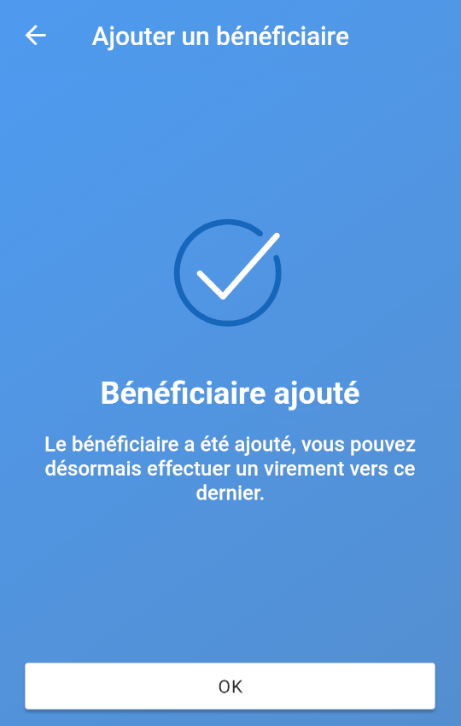 Ajouter un bénéficiaire
Bénéficiaire ajouté
Le bénéficiaire a été ajouté, vous pouvez
désormais effectuer un virement vers ce
dernier.
OK